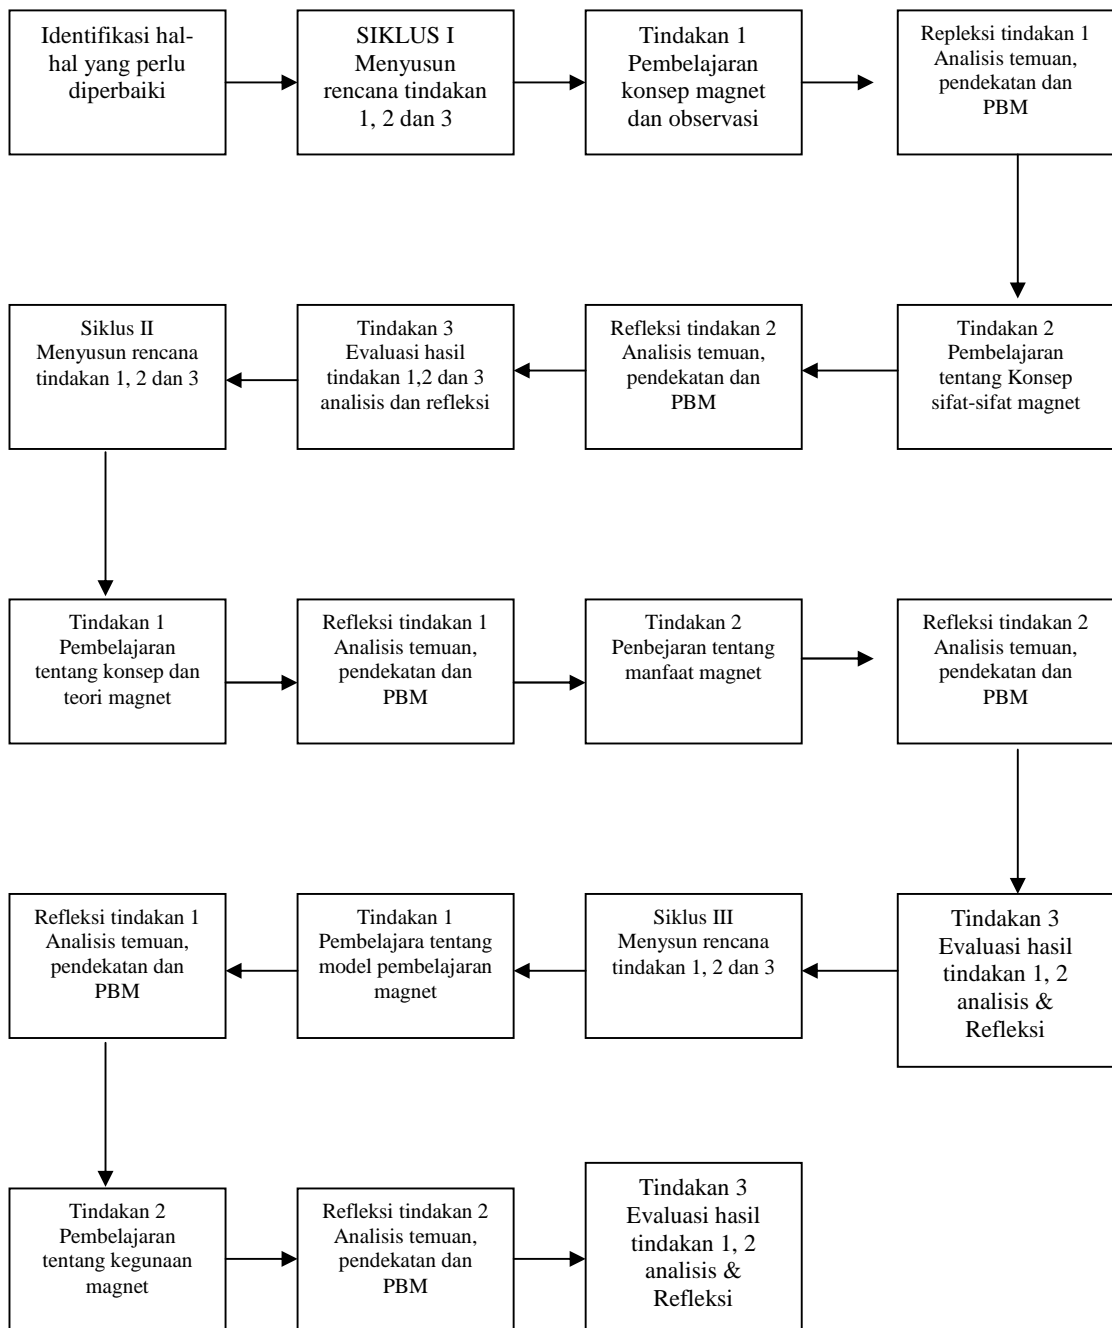 Identifikasi hal-
hal yang perlu
diperbaiki
SIKLUS I
Menyusun
rencana tindakan
1, 2 dan 3
Tindakan 1
Pembelajaran
konsep magnet
dan observasi
Repleksi tindakan 1
Analisis temuan,
pendekatan dan
PBM
Tindakan 2
Pembelajaran
tentang Konsep
sifat-sifat magnet
Refleksi tindakan 2
Analisis temuan,
pendekatan dan
PBM
Tindakan 3
Evaluasi hasil
tindakan 1,2 dan 3
analisis dan refleksi
Siklus II
Menyusun rencana
tindakan 1, 2 dan 3
Tindakan 1
Pembelajaran
tentang konsep dan
teori magnet
Refleksi tindakan 1
Analisis temuan,
pendekatan dan
PBM
Tindakan 2
Penbejaran tentang
manfaat magnet
Refleksi tindakan 2
Analisis temuan,
pendekatan dan
PBM
Tindakan 3
Evaluasi hasil
tindakan 1, 2
analisis &
Refleksi
Siklus III
Menysun rencana
tindakan 1, 2 dan 3
Tindakan 1
Pembelajara tentang
model pembelajaran
magnet
Refleksi tindakan 1
Analisis temuan,
pendekatan dan
PBM
Tindakan 2
Pembelajaran
tentang kegunaan
magnet
Refleksi tindakan 2
Analisis temuan,
pendekatan dan
PBM
Tindakan 3
Evaluasi hasil
tindakan 1, 2
analisis &
Refleksi